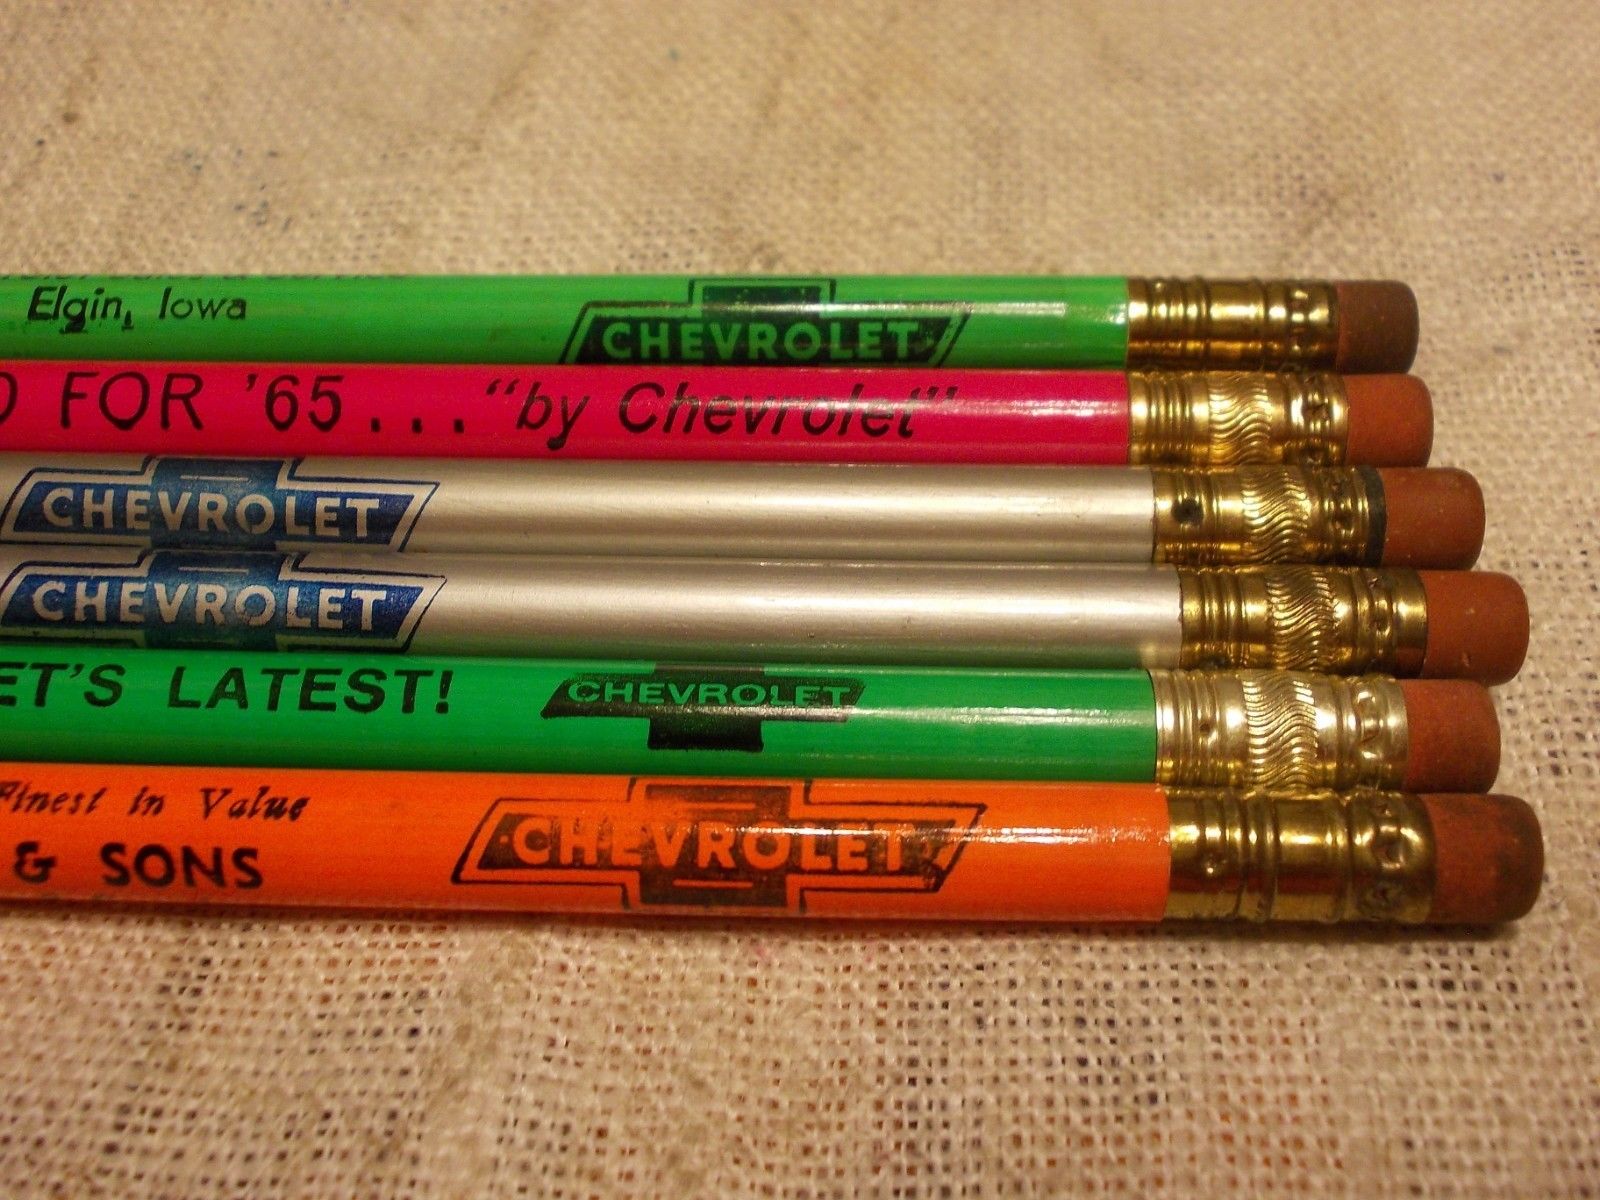 Elgin, Iowa
CHEVROLET
FOR '65... "by Chevrolet"
CHEVROLET
CHEVROLET
ET'S LATEST!
CHEVROLET
Finest in Value
& SONS
CHEVROLET